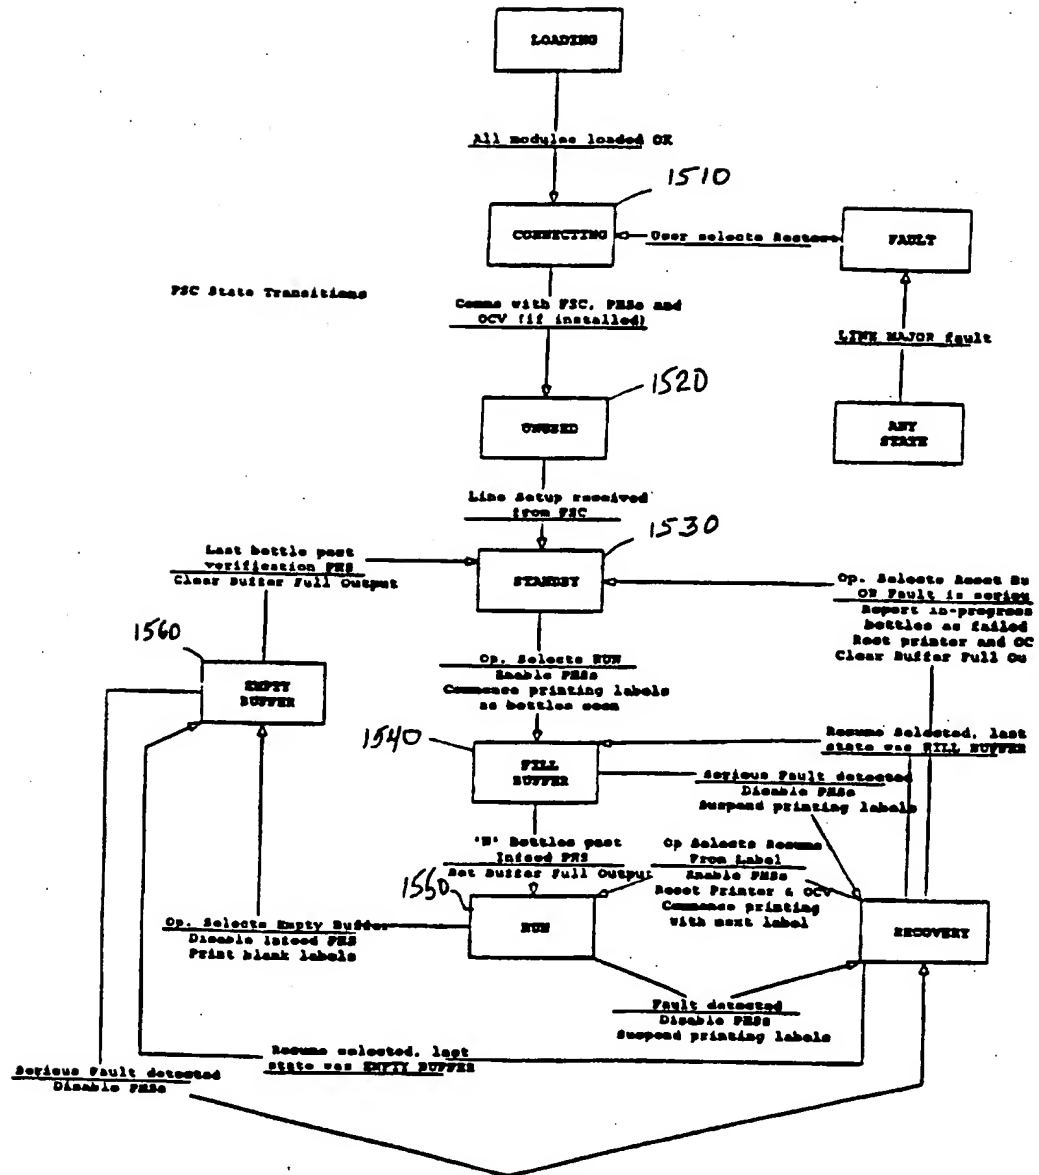 LOADING
All modules loaded OK
1510
CONNECTING
User selects Restart
FAULT
PSC State Transitions
Comms with FSC, PHSs and
OCV (if installed)
LINE MAJOR fault
1520
UNUSED
ANY
STATE
Line Setup received
from FSC
1530
Last bottle past
verification PHS
Clear Buffer Full Output
STANDBY
Op. Selects Reset Bu
OR Fault is seriou
Report in-progress
bottles as failed
Rest printer and OC
Clear Buffer Full Ou
1560
EMPTY
BUFFER
Op. Selects RUN
Enable PHSs
Commence printing labels
as bottles seen
1540
FILL
BUFFER
Resume Selected, last
state was FILL BUFFER
Serious Fault detected
Disable PHSs
Suspend printing labels
'N' Bottles past
Infeed PHS
Set Buffer Full Output
Op Selects Resume
From Label
Enable PHSs
Reset Printer & OCV
Commence printing
with next label
1550
RUN
Op. Selects Empty Buffer
Disable Infeed PHS
Print blank labels
RECOVERY
Fault detected
Disable PHSs
Suspend printing labels
Resume selected, last
state was EMPTY BUFFER
Serious Fault detected
Disable PHSs